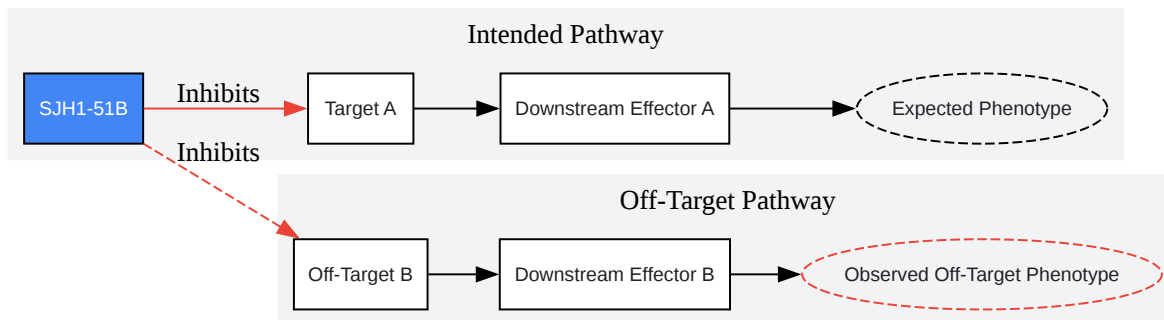 Intended Pathway
SJH1-51B
Inhibits
Target A
Downstream Effector A
Expected Phenotype
Inhibits
Off-Target Pathway
Off-Target B
Downstream Effector B
Observed Off-Target Phenotype